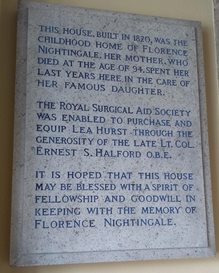 THIS HOUSE, BUILT IN 1820, WAS THE
CHILDHOOD HOME OF FLORENCE
NIGHTINGALE, HER MOTHER, WHO
DIED AT THE AGE OF 94, SPENT HER
LAST YEARS HERE IN THE CARE OF
HER FAMOUS DAUGHTER.
THE ROYAL SURGICAL AID SOCIETY
WAS ENABLED TO PURCHASE AND
EQUIP LEA HURST THROUGH THE
GENEROSITY OF THE LATE LT. COL.
ERNEST S. HALFORD O.B.E.
IT IS HOPED THAT THIS HOUSE
MAY BE BLESSED WITH A SPIRIT OF
FELLOWSHIP AND GOODWILL IN
KEEPING WITH THE MEMORY OF
FLORENCE NIGHTINGALE.